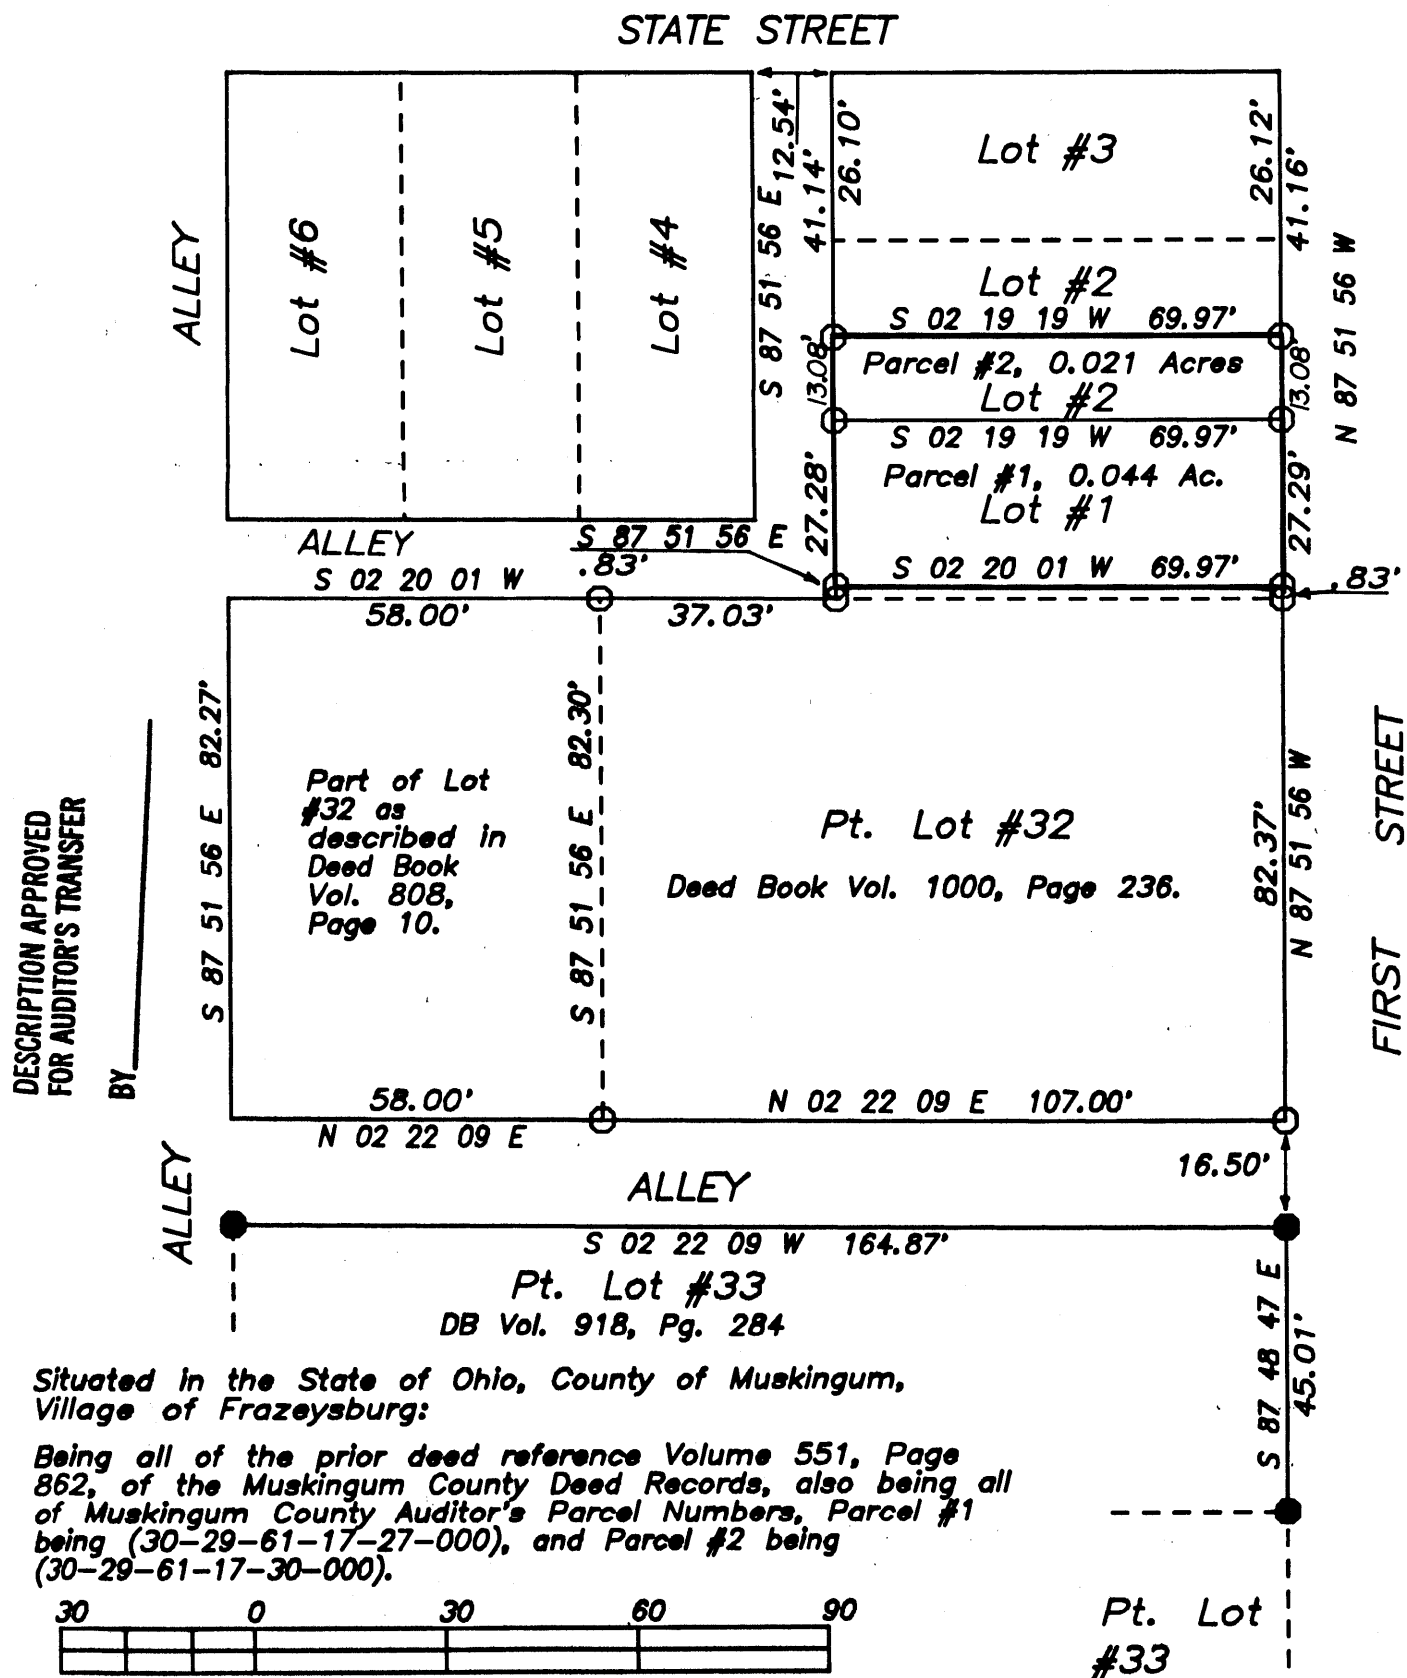 STATE STREET
12.54'
26.10'
41.14'
Lot #3
26.12'
41.16'
ALLEY
Lot #6
Lot #5
Lot #4
S 87 51 56 E
N 87 51 56 W
Lot #2
S 02 19 19 W 69.97'
13.08'
Parcel #2, 0.021 Acres
Lot #2
13.08'
S 02 19 19 W 69.97'
27.28'
Parcel #1, 0.044 Ac.
Lot #1
27.29'
ALLEY
S 87 51 56 E
.83'
S 02 20 01 W 69.97'
.83'
S 02 20 01 W
58.00'
37.03'
S 87 51 56 E 82.27'
S 87 51 56 E 82.30'
Part of Lot
#32 as
described in
Deed Book
Vol. 808,
Page 10.
Pt. Lot #32
Deed Book Vol. 1000, Page 236.
82.37'
N 87 51 56 W
FIRST STREET
DESCRIPTION APPROVED
FOR AUDITOR'S TRANSFER
BY
58.00'
N 02 22 09 E
N 02 22 09 E 107.00'
16.50'
ALLEY
ALLEY
S 02 22 09 W 164.87'
Pt. Lot #33
DB Vol. 918, Pg. 284
S 87 48 47 E
45.01'
Situated in the State of Ohio, County of Muskingum,
Village of Frazeysburg:
Being all of the prior deed reference Volume 551, Page
862, of the Muskingum County Deed Records, also being all
of Muskingum County Auditor's Parcel Numbers, Parcel #1
being (30-29-61-17-27-000), and Parcel #2 being
(30-29-61-17-30-000).
30 0 30 60 90
Pt. Lot
#33